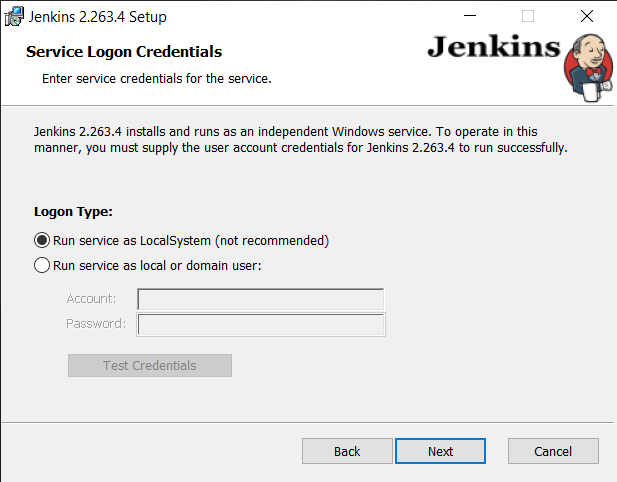 Jenkins 2.263.4 Setup
Service Logon Credentials
Enter service credentials for the service.
Jenkins
Jenkins 2.263.4 installs and runs as an independent Windows service. To operate in this
manner, you must supply the user account credentials for Jenkins 2.263.4 to run successfully.
Logon Type:
Run service as LocalSystem (not recommended)
Run service as local or domain user:
Account:
Password:
Test Credentials
Back
Next
Cancel